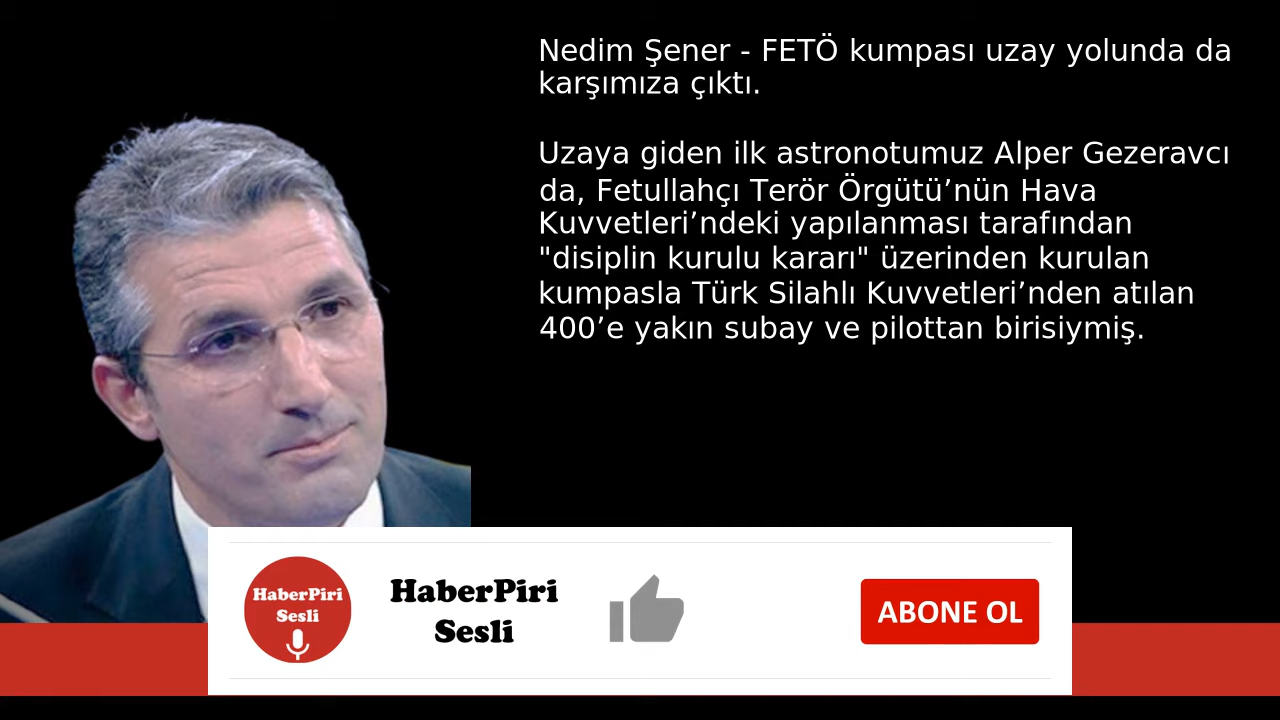 Nedim Şener - FETÖ kumpası uzay yolunda da
karşımıza çıktı.
Uzaya giden ilk astronotumuz Alper Gezeravcı
da, Fetullahçı Terör Örgütü’nün Hava
Kuvvetleri’ndeki yapılanması tarafından
"disiplin kurulu kararı" üzerinden kurulan
kumpasla Türk Silahlı Kuvvetleri’nden atılan
400’e yakın subay ve pilottan birisiymiş.
HaberPiri
Sesli
HaberPiri
Sesli
ABONE OL